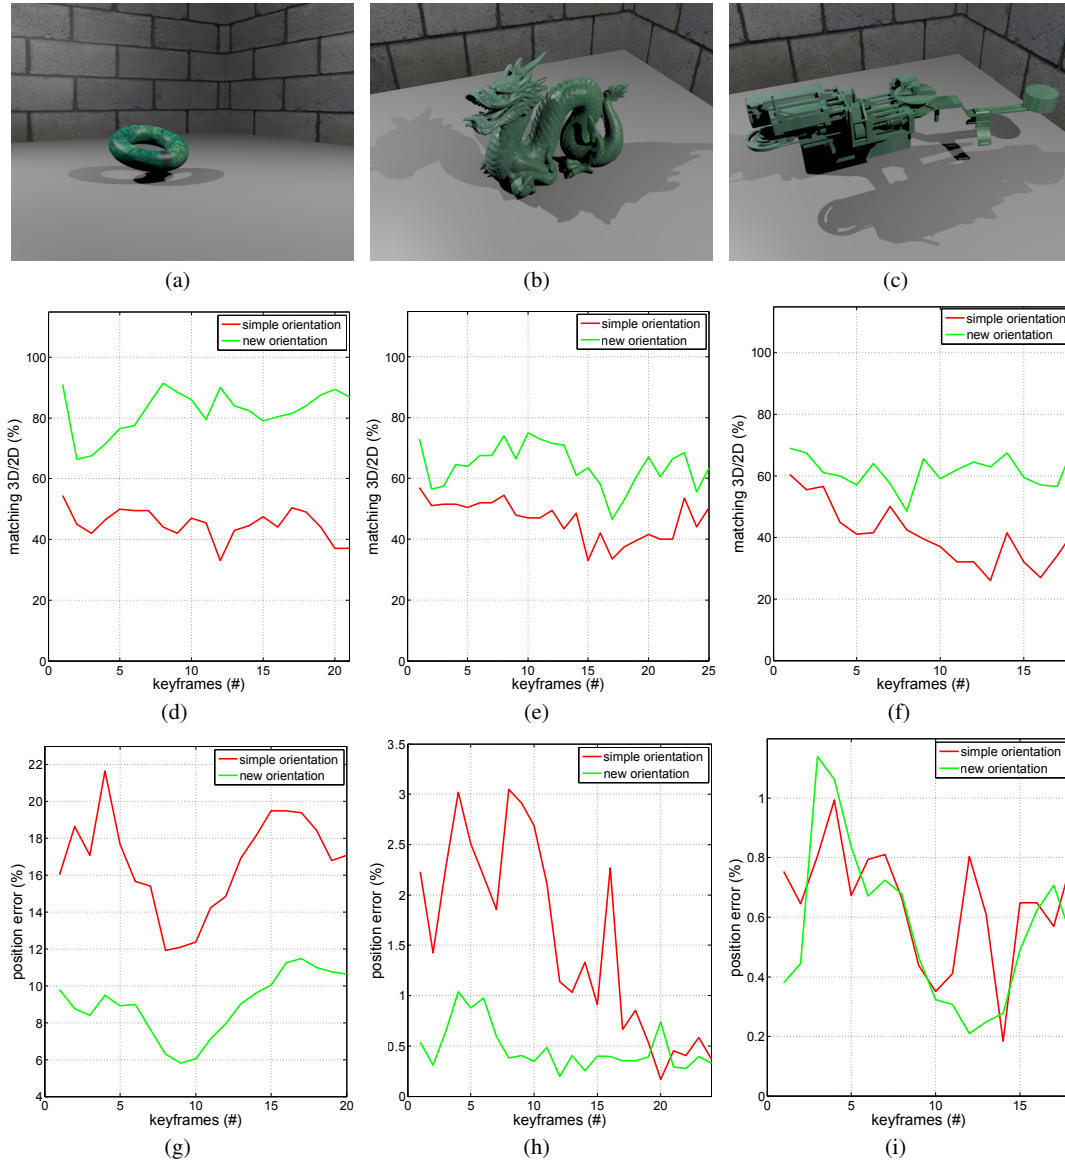 (a)
(b)
(c)
simple orientation
new orientation
100
80
60
40
20
0
matching 3D/2D (%)
0
5
10
15
20
keyframes (#)
(d)
simple orientation
new orientation
100
80
60
40
20
0
matching 3D/2D (%)
0
5
10
15
20
25
keyframes (#)
(e)
simple orientation
new orientation
100
80
60
40
20
0
matching 3D/2D (%)
0
5
10
15
keyframes (#)
(f)
simple orientation
new orientation
22
20
18
16
14
12
10
8
6
4
position error (%)
0
5
10
15
20
keyframes (#)
(g)
simple orientation
new orientation
3.5
3
2.5
2
1.5
1
0.5
0
position error (%)
0
5
10
15
20
keyframes (#)
(h)
simple orientation
new orientation
1
0.8
0.6
0.4
0.2
0
position error (%)
0
5
10
15
keyframes (#)
(i)